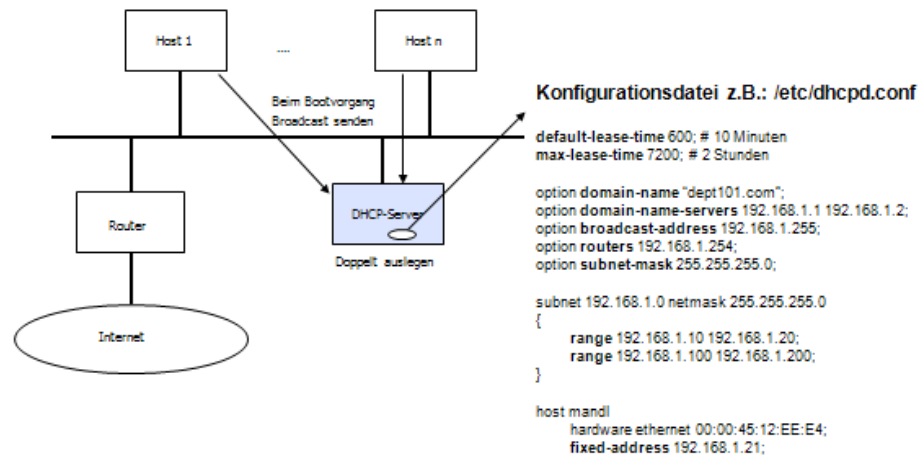 Host 1
....
Host n
Beim Bootvorgang
Broadcast senden
Router
DHCP-Server
Doppelt auslegen
Internet
Konfigurationsdatei z.B.: /etc/dhcpd.conf
default-lease-time 600; # 10 Minuten
max-lease-time 7200; # 2 Stunden
option domain-name "dept101.com";
option domain-name-servers 192.168.1.1 192.168.1.2;
option broadcast-address 192.168.1.255;
option routers 192.168.1.254;
option subnet-mask 255.255.255.0;
subnet 192.168.1.0 netmask 255.255.255.0
{
range 192.168.1.10 192.168.1.20;
range 192.168.1.100 192.168.1.200;
}
host mandl
hardware ethernet 00:00:45:12:EE:E4;
fixed-address 192.168.1.21;